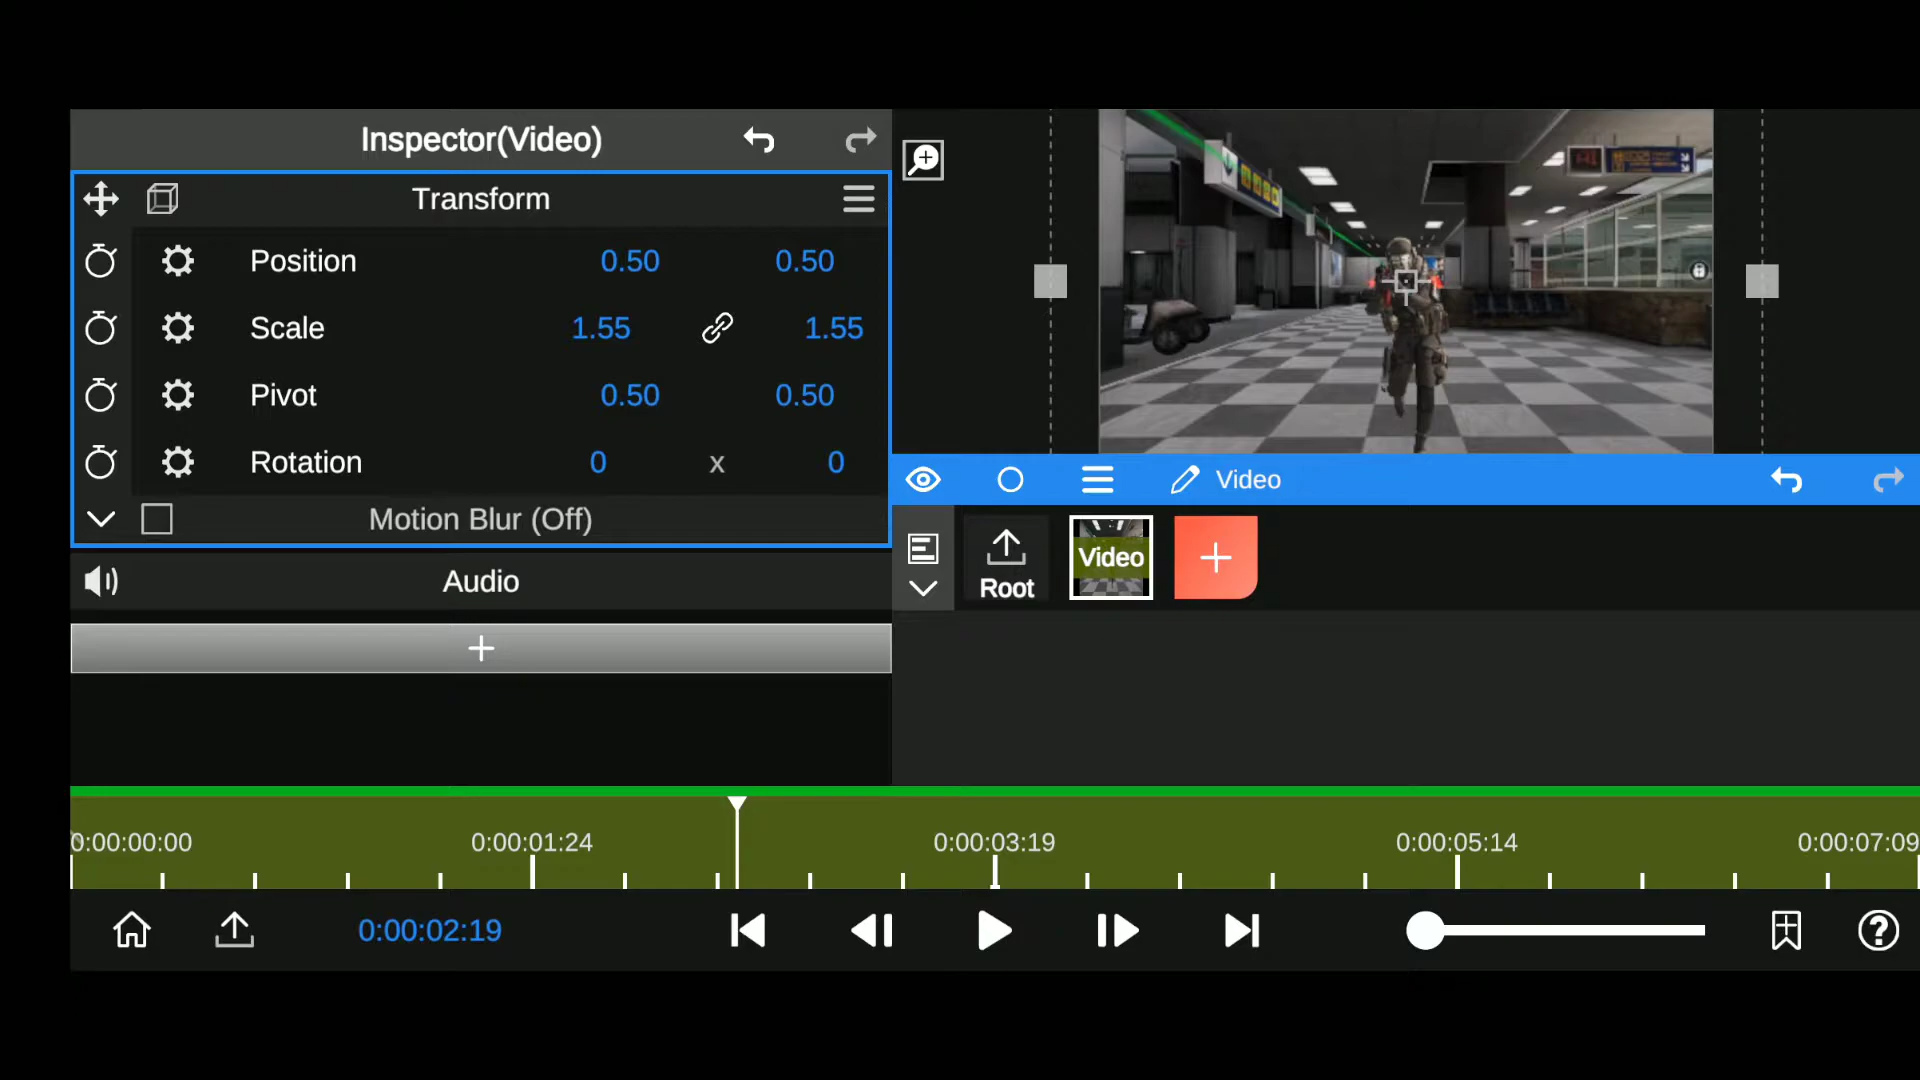 Inspector(Video)
Transform
Position 0.50 0.50
Scale 1.55 1.55
Pivot 0.50 0.50
Rotation 0 x 0
Motion Blur (Off)
Audio
+
Video
Root
Video
+
0:00:00:00 0:00:01:24 0:00:03:19 0:00:05:14 0:00:07:09
0:00:02:19